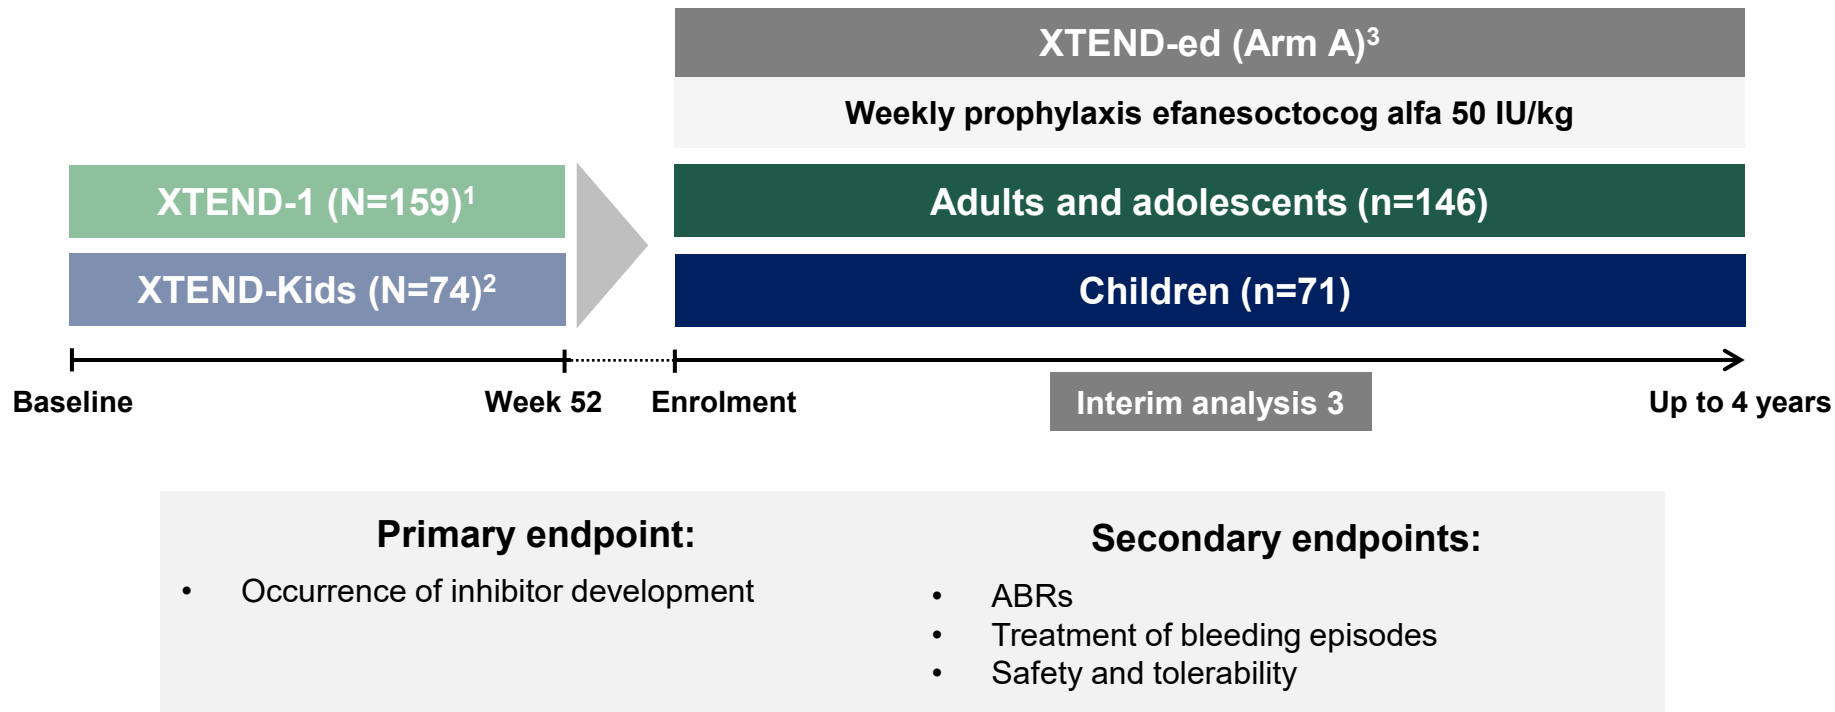 XTEND-ed (Arm A)³
Weekly prophylaxis efanesoctocog alfa 50 IU/kg
XTEND-1 (N=159)¹
Adults and adolescents (n=146)
XTEND-Kids (N=74)²
Children (n=71)
Baseline
Week 52
Enrolment
Interim analysis 3
Up to 4 years
Primary endpoint:
• Occurrence of inhibitor development
Secondary endpoints:
• ABRs
• Treatment of bleeding episodes
• Safety and tolerability